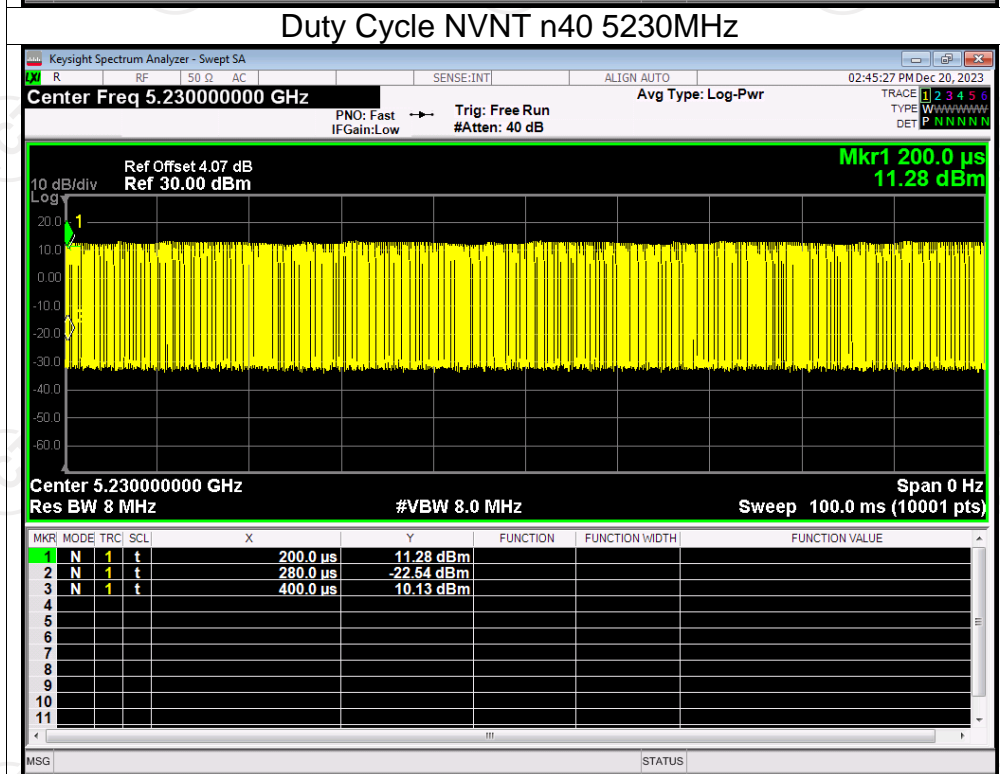 Duty Cycle NVNT n40 5230MHz
Keysight Spectrum Analyzer - Swept SA
LXI R RF 50 Ω AC SENSE:INT ALIGN AUTO 02:45:27 PM Dec 20, 2023
Center Freq 5.230000000 GHz Avg Type: Log-Pwr TRACE 1 2 3 4 5 6
PNO: Fast Trig: Free Run TYPE WWWWWW
IFGain:Low #Atten: 40 dB DET P N N N N N
Mkr1 200.0 µs
Ref Offset 4.07 dB
10 dB/div Ref 30.00 dBm 11.28 dBm
Log
20.0 1
10.0
0.00
-10.0
-20.0
-30.0
-40.0
-50.0
-60.0
Center 5.230000000 GHz Span 0 Hz
Res BW 8 MHz #VBW 8.0 MHz Sweep 100.0 ms (10001 pts)
MKR MODE TRC SCL X Y FUNCTION FUNCTION WIDTH FUNCTION VALUE
1 N 1 t 200.0 µs 11.28 dBm
2 N 1 t 280.0 µs -22.54 dBm
3 N 1 t 400.0 µs 10.13 dBm
4
5
6
7
8
9
10
11
MSG STATUS